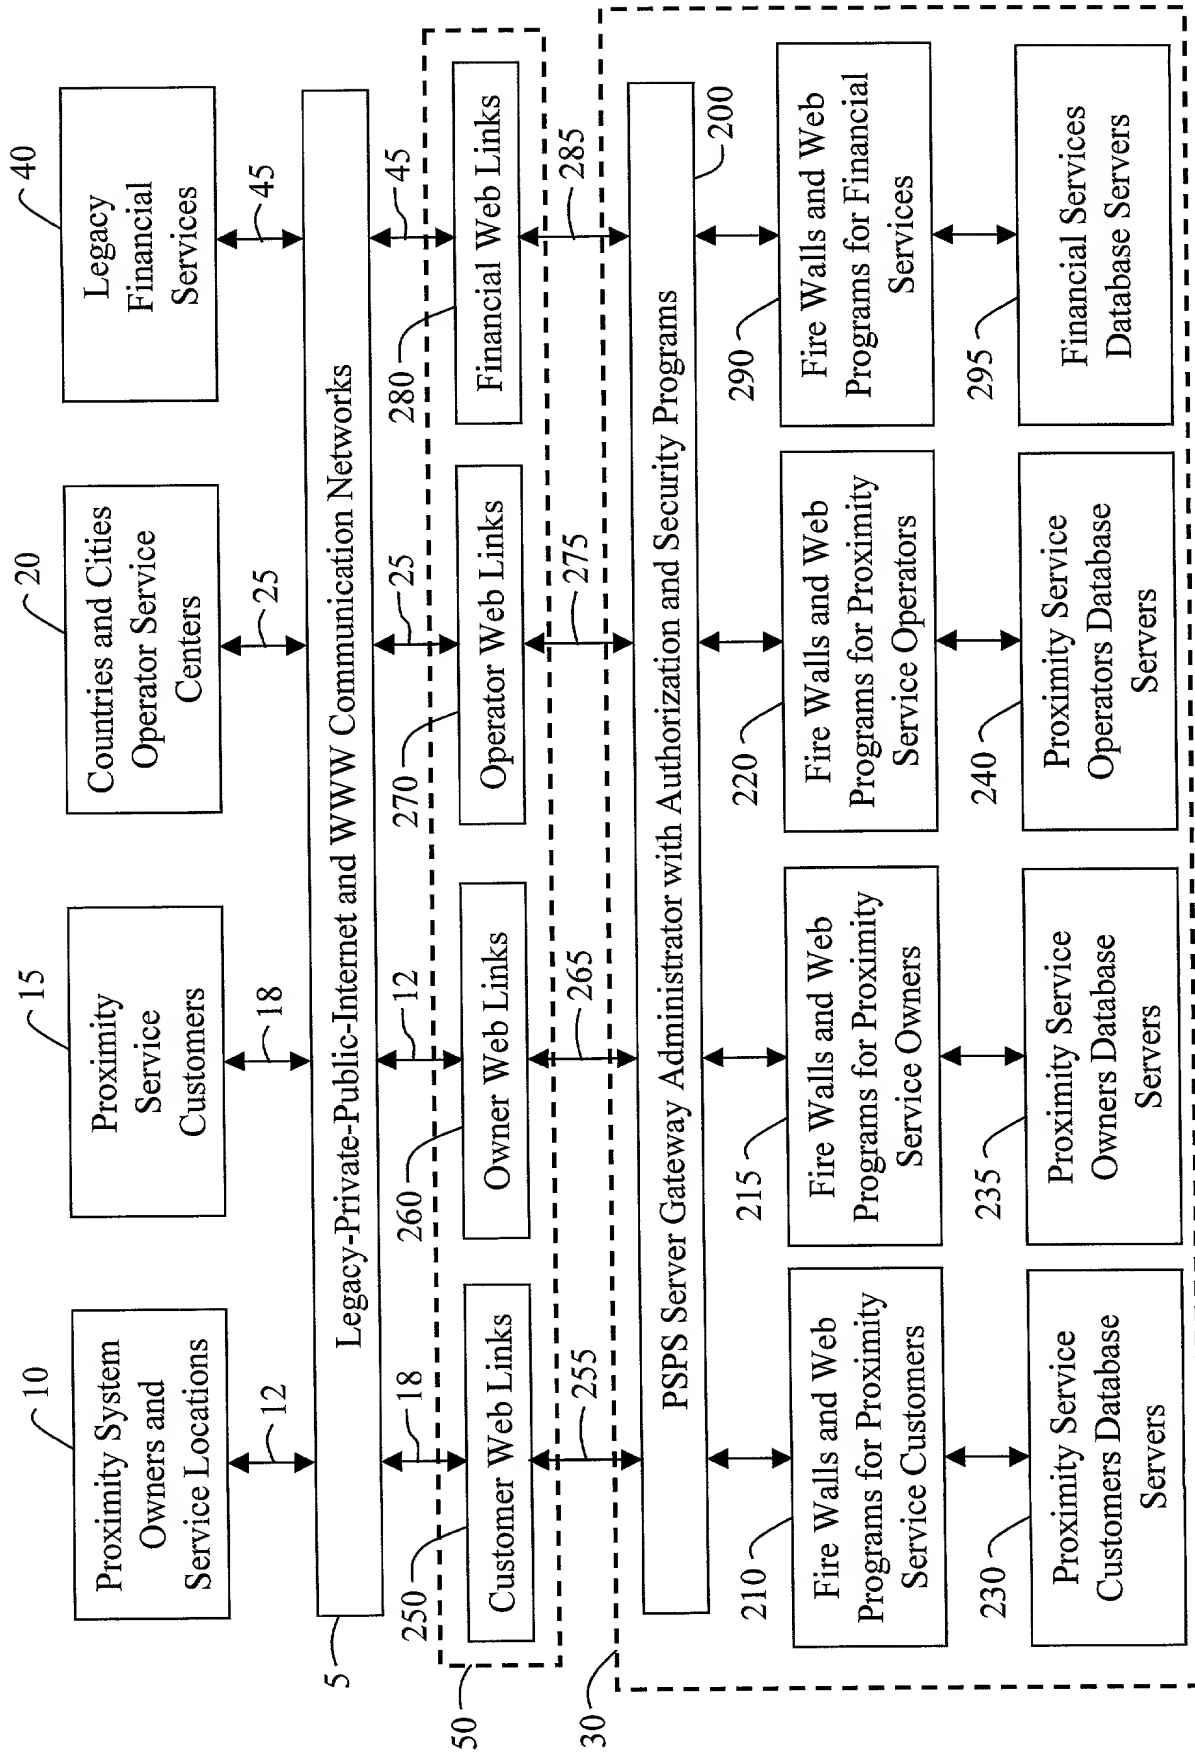 10
Proximity System
Owners and
Service Locations
15
Proximity
Service
Customers
20
Countries and Cities
Operator Service
Centers
40
Legacy
Financial
Services
12
18
25
45
5
Legacy-Private-Public-Internet and WWW Communication Networks
18
12
25
45
50
250
Customer Web Links
260
Owner Web Links
270
Operator Web Links
280
Financial Web Links
255
265
275
285
30
PSPS Server Gateway Administrator with Authorization and Security Programs
200
210
Fire Walls and Web
Programs for Proximity
Service Customers
215
Fire Walls and Web
Programs for Proximity
Service Owners
220
Fire Walls and Web
Programs for Proximity
Service Operators
290
Fire Walls and Web
Programs for Financial
Services
230
Proximity Service
Customers Database
Servers
235
Proximity Service
Owners Database
Servers
240
Proximity Service
Operators Database
Servers
295
Financial Services
Database Servers